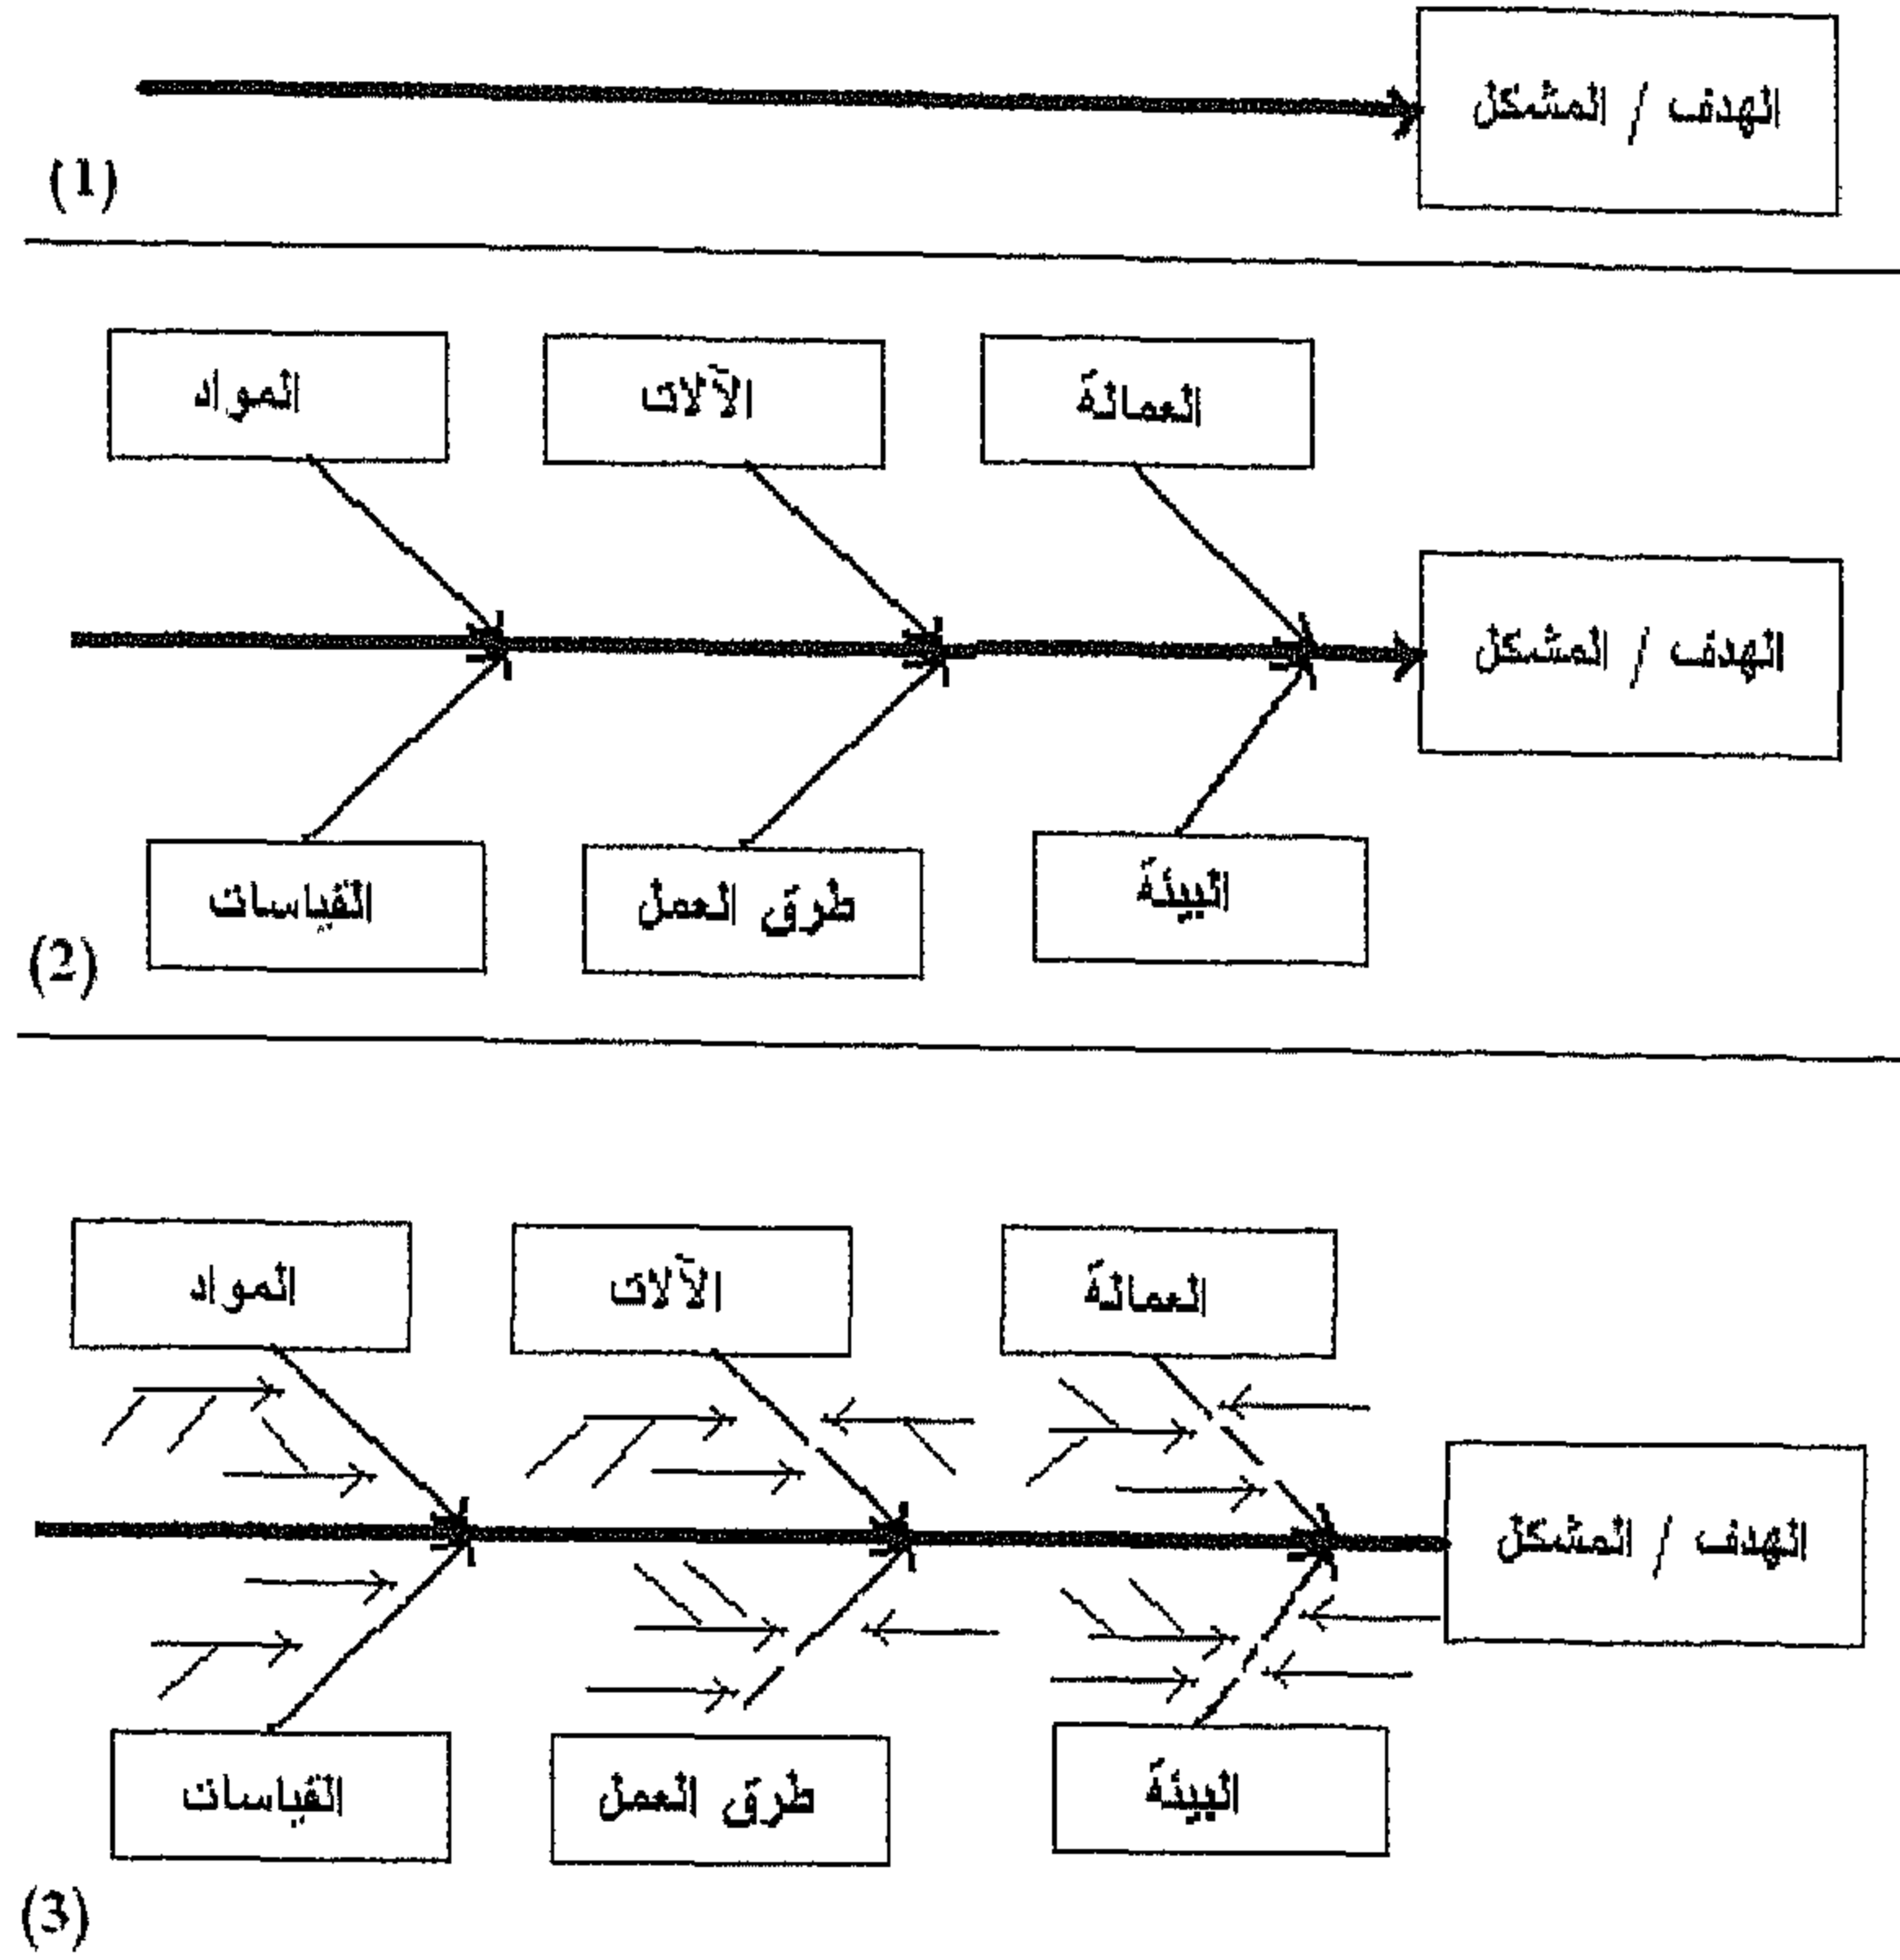 الهدف / المشكل
(1)
العمالة
الآلات
المواد
الهدف / المشكل
البيئة
طرق العمل
القياسات
(2)
العمالة
الآلات
المواد
الهدف / المشكل
البيئة
طرق العمل
القياسات
(3)